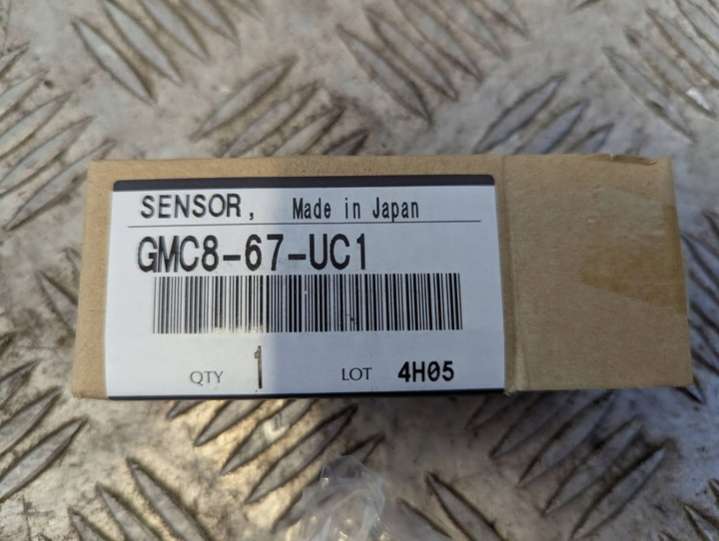 SENSOR, Made in Japan
GMC8-67-UC1
QTY 1 LOT 4H05